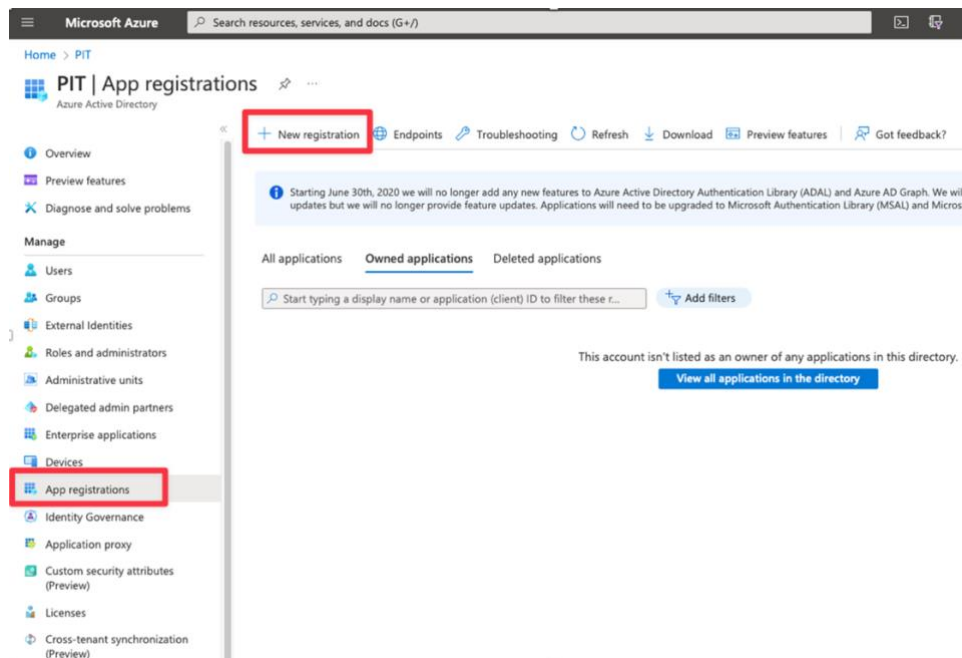 Microsoft Azure
Search resources, services, and docs (G+/)
Home > PIT
PIT | App registrations
Azure Active Directory
New registration
Endpoints
Troubleshooting
Refresh
Download
Preview features
Got feedback?
Overview
Preview features
Diagnose and solve problems
Manage
Users
Groups
External Identities
Roles and administrators
Administrative units
Delegated admin partners
Enterprise applications
Devices
App registrations
Identity Governance
Application proxy
Custom security attributes
(Preview)
Licenses
Cross-tenant synchronization
(Preview)
Starting June 30th, 2020 we will no longer add any new features to Azure Active Directory Authentication Library (ADAL) and Azure AD Graph. We wil
updates but we will no longer provide feature updates. Applications will need to be upgraded to Microsoft Authentication Library (MSAL) and Micros
All applications
Owned applications
Deleted applications
Start typing a display name or application (client) ID to filter these r...
Add filters
This account isn't listed as an owner of any applications in this directory.
View all applications in the directory